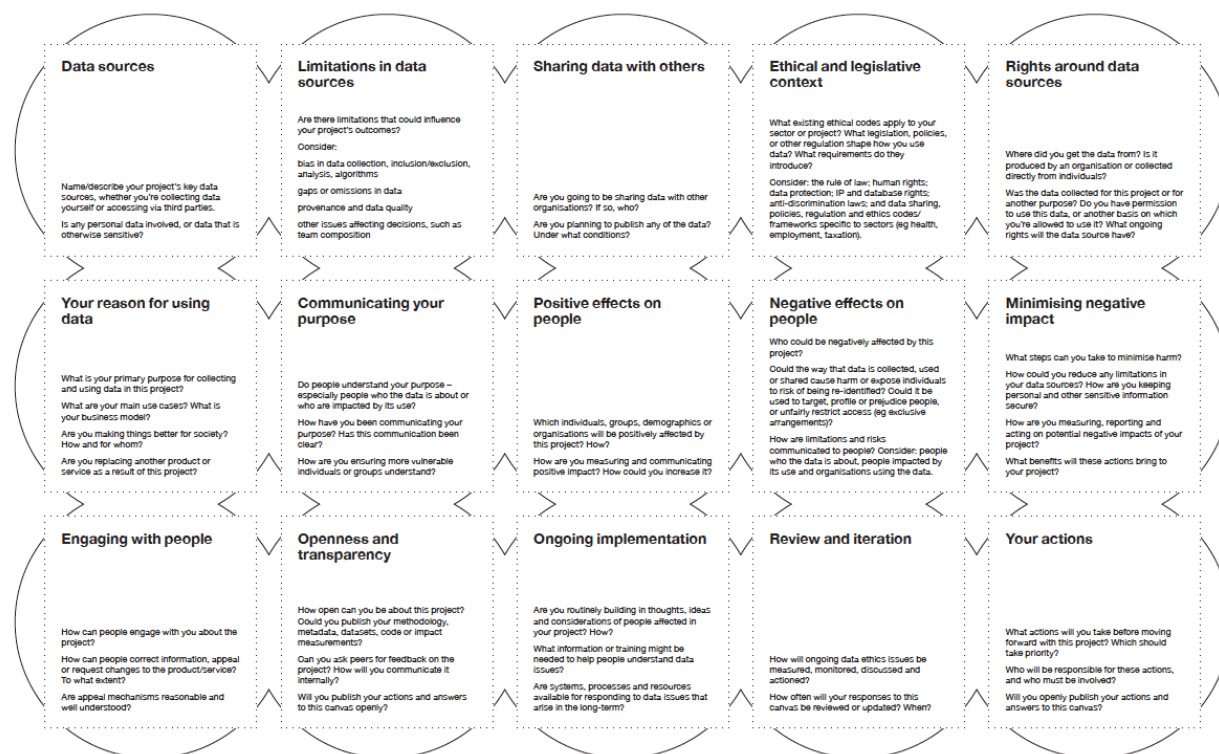 Data sources
Name/describe your project's key data
sources, whether you're collecting data
yourself or accessing via third parties.
Is any personal data involved, or data that is
otherwise sensitive?
Limitations in data
sources
Are there limitations that could influence
your project's outcomes?
Consider:
bias in data collection, inclusion/exclusion,
analysis, algorithms
gaps or omissions in data
provenance and data quality
other issues affecting decisions, such as
team composition
Sharing data with others
Are you going to be sharing data with other
organisations? If so, who?
Are you planning to publish any of the data?
Under what conditions?
Ethical and legislative
context
What existing ethical codes apply to your
sector or project? What legislation, policies,
or other regulation shape how you use
data? What requirements do they
introduce?
Consider: the rule of law; human rights;
data protection; IP and database rights;
anti-discrimination laws; and data sharing,
policies, regulation and ethics codes/
frameworks specific to sectors (eg health,
employment, taxation).
Rights around data
sources
Where did you get the data from? Is it
produced by an organisation or collected
directly from individuals?
Was the data collected for this project or for
another purpose? Do you have permission
to use this data, or another basis on which
you're allowed to use it? What ongoing
rights will the data source have?
Your reason for using
data
What is your primary purpose for collecting
and using data in this project?
What are your main use cases? What is
your business model?
Are you making things better for society?
How and for whom?
Are you replacing another product or
service as a result of this project?
Communicating your
purpose
Do people understand your purpose –
especially people who the data is about or
who are impacted by its use?
How have you been communicating your
purpose? Has this communication been
clear?
How are you ensuring more vulnerable
individuals or groups understand?
Positive effects on
people
Which individuals, groups, demographics or
organisations will be positively affected by
this project? How?
How are you measuring and communicating
positive impact? How could you increase it?
Negative effects on
people
Who could be negatively affected by this
project?
Could the way that data is collected, used
or shared cause harm or expose individuals
to risk of being re-identified? Could it be
used to target, profile or prejudice people,
or unfairly restrict access (eg exclusive
arrangements)?
How are limitations and risks
communicated to people? Consider: people
who the data is about, people impacted by
its use and organisations using the data.
Minimising negative
impact
What steps can you take to minimise harm?
How could you reduce any limitations in
your data sources? How are you keeping
personal and other sensitive information
secure?
How are you measuring, reporting and
acting on potential negative impacts of your
project?
What benefits will these actions bring to
your project?
Engaging with people
How can people engage with you about the
project?
How can people correct information, appeal
or request changes to the product/service?
To what extent?
Are appeal mechanisms reasonable and
well understood?
Openness and
transparency
How open can you be about this project?
Could you publish your methodology,
metadata, datasets, code or impact
measurements?
Can you ask peers for feedback on the
project? How will you communicate it
internally?
Will you publish your actions and answers
to this canvas openly?
Ongoing implementation
Are you routinely building in thoughts, ideas
and considerations of people affected in
your project? How?
What information or training might be
needed to help people understand data
issues?
Are systems, processes and resources
available for responding to data issues that
arise in the long-term?
Review and iteration
How will ongoing data ethics issues be
measured, monitored, discussed and
actioned?
How often will your responses to this
canvas be reviewed or updated? When?
Your actions
What actions will you take before moving
forward with this project? Which should
take priority?
Who will be responsible for these actions,
and who must be involved?
Will you openly publish your actions and
answers to this canvas?